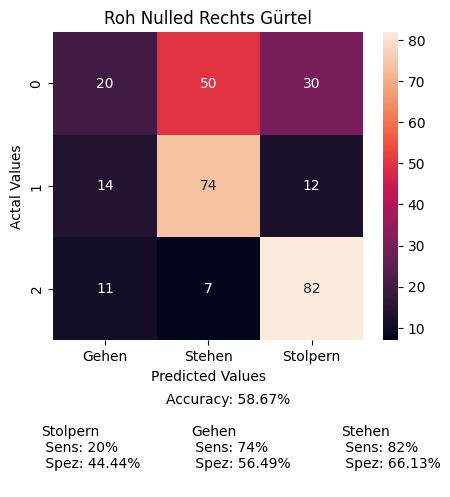 Roh Nulled Rechts Gürtel
0 20 50 30
1 14 74 12
2 11 7 82
80
70
60
50
40
30
20
10
Actal Values
Gehen Stehen Stolpern
Predicted Values
Accuracy: 58.67%
Stolpern Gehen Stehen
Sens: 20% Sens: 74% Sens: 82%
Spez: 44.44% Spez: 56.49% Spez: 66.13%